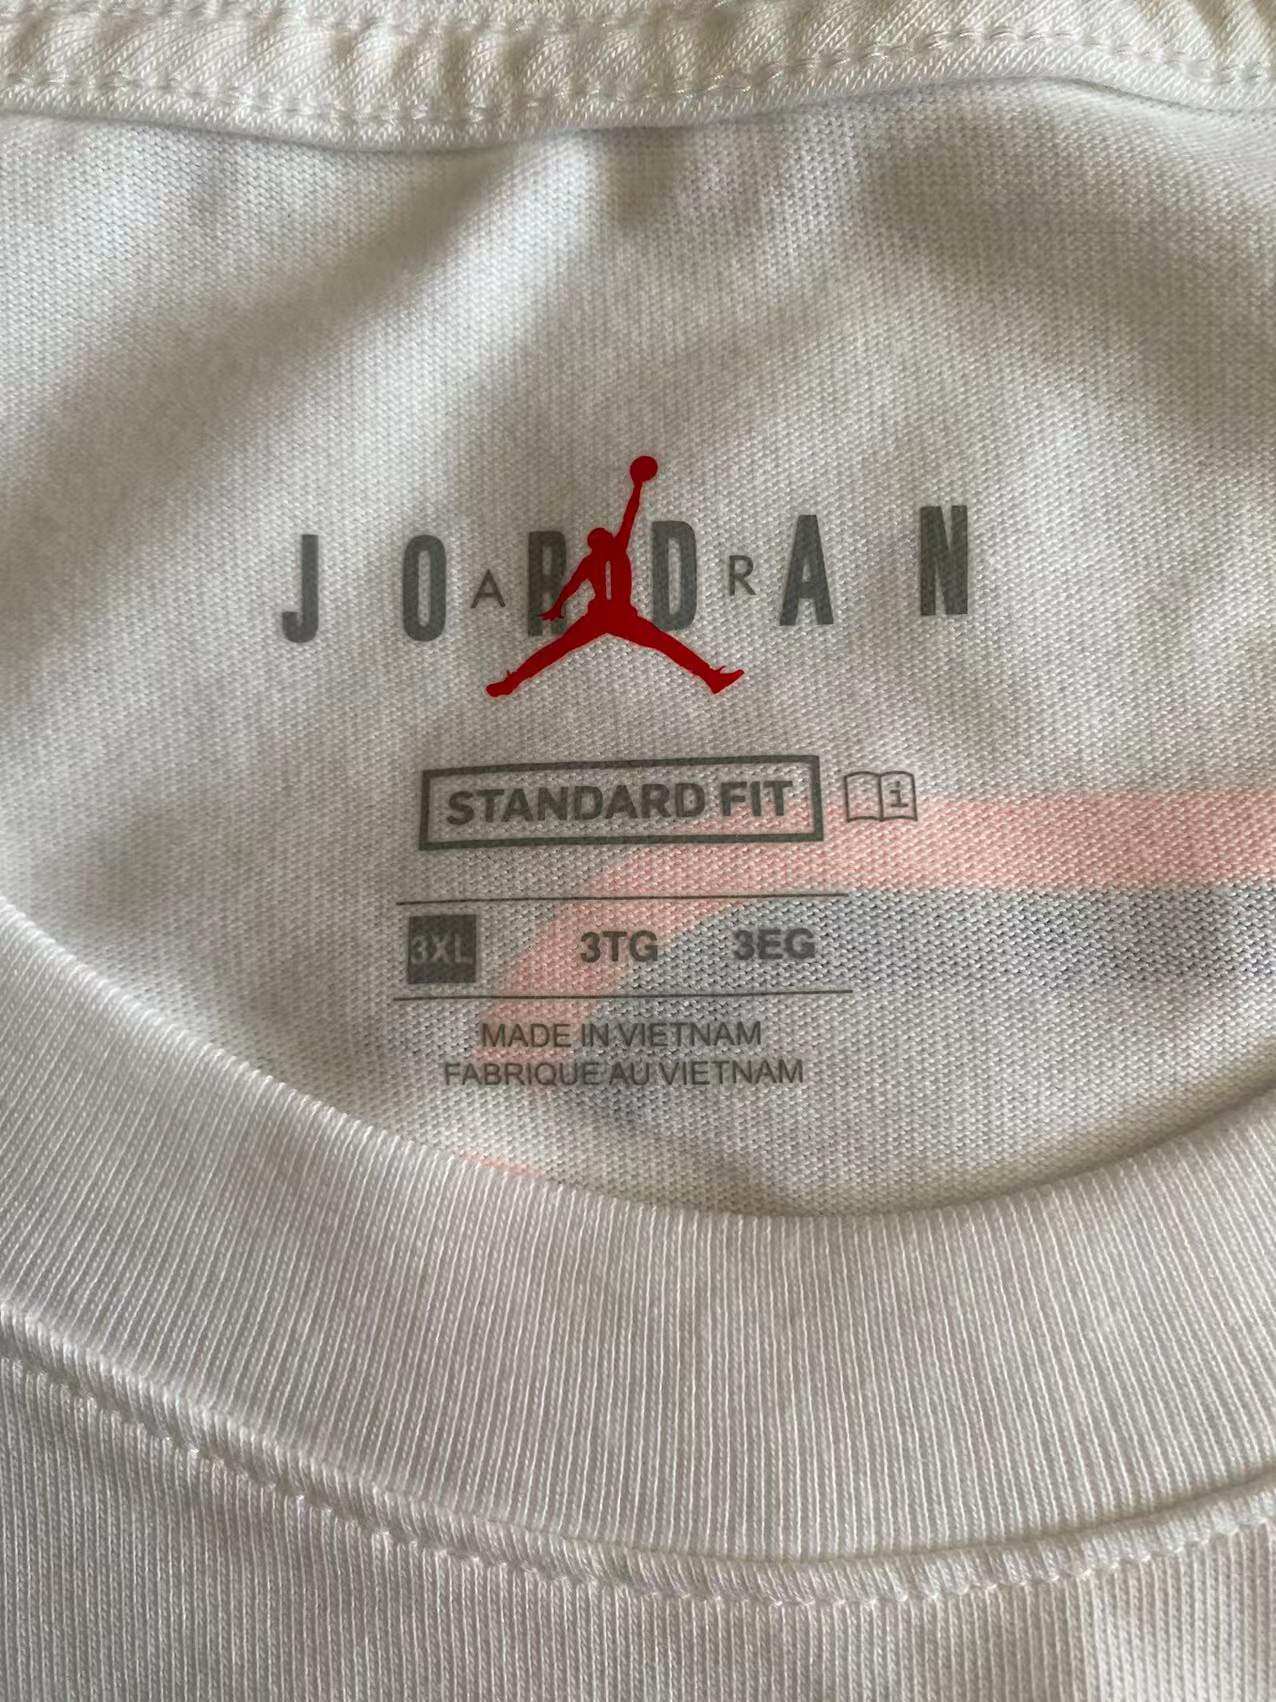 JORDAN
AIR
STANDARD FIT i
3XL 3TG 3EG
MADE IN VIETNAM
FABRIQUE AU VIETNAM